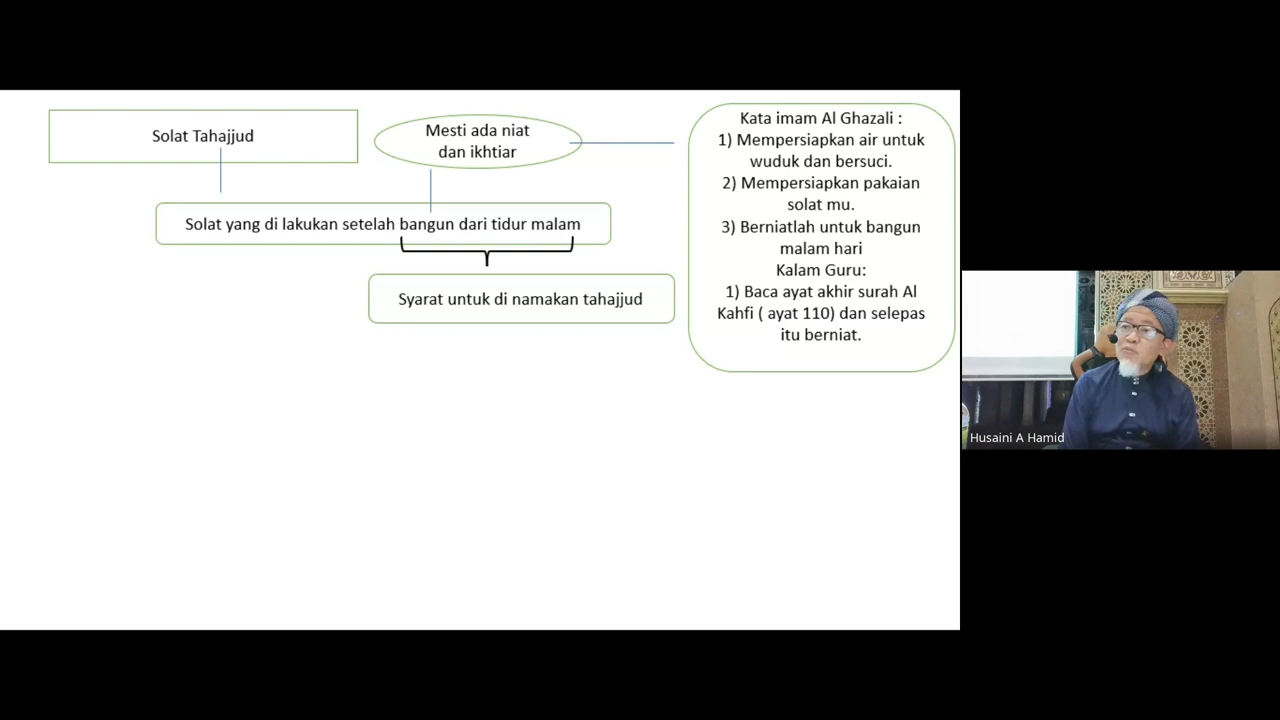 Solat Tahajjud
Mesti ada niat
dan ikhtiar
Solat yang di lakukan setelah bangun dari tidur malam
Syarat untuk di namakan tahajjud
Kata imam Al Ghazali :
1) Mempersiapkan air untuk
wuduk dan bersuci.
2) Mempersiapkan pakaian
solat mu.
3) Berniatlah untuk bangun
malam hari
Kalam Guru:
1) Baca ayat akhir surah Al
Kahfi ( ayat 110) dan selepas
itu berniat.
Husaini A Hamid